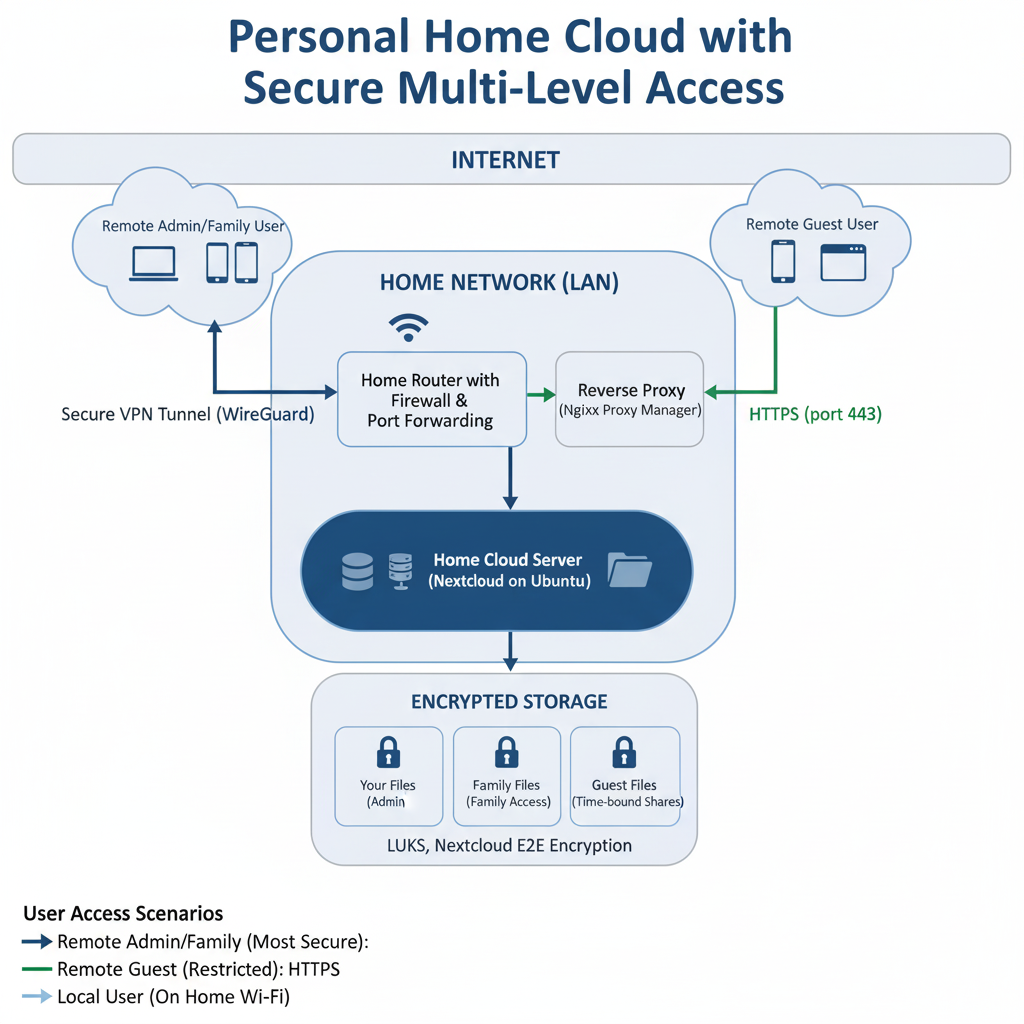 Personal Home Cloud with
Secure Multi-Level Access
INTERNET
Remote Admin/Family User
Remote Guest User
HOME NETWORK (LAN)
Home Router with
Firewall &
Port Forwarding
Reverse Proxy
(Ngixx Proxy Manager)
Secure VPN Tunnel (WireGuard)
HTTPS (port 443)
Home Cloud Server
(Nextcloud on Ubuntu)
ENCRYPTED STORAGE
Your Files
(Admin)
Family Files
(Family Access)
Guest Files
(Time-bound Shares)
LUKS, Nextcloud E2E Encryption
User Access Scenarios
Remote Admin/Family (Most Secure):
Remote Guest (Restricted): HTTPS
Local User (On Home Wi-Fi)